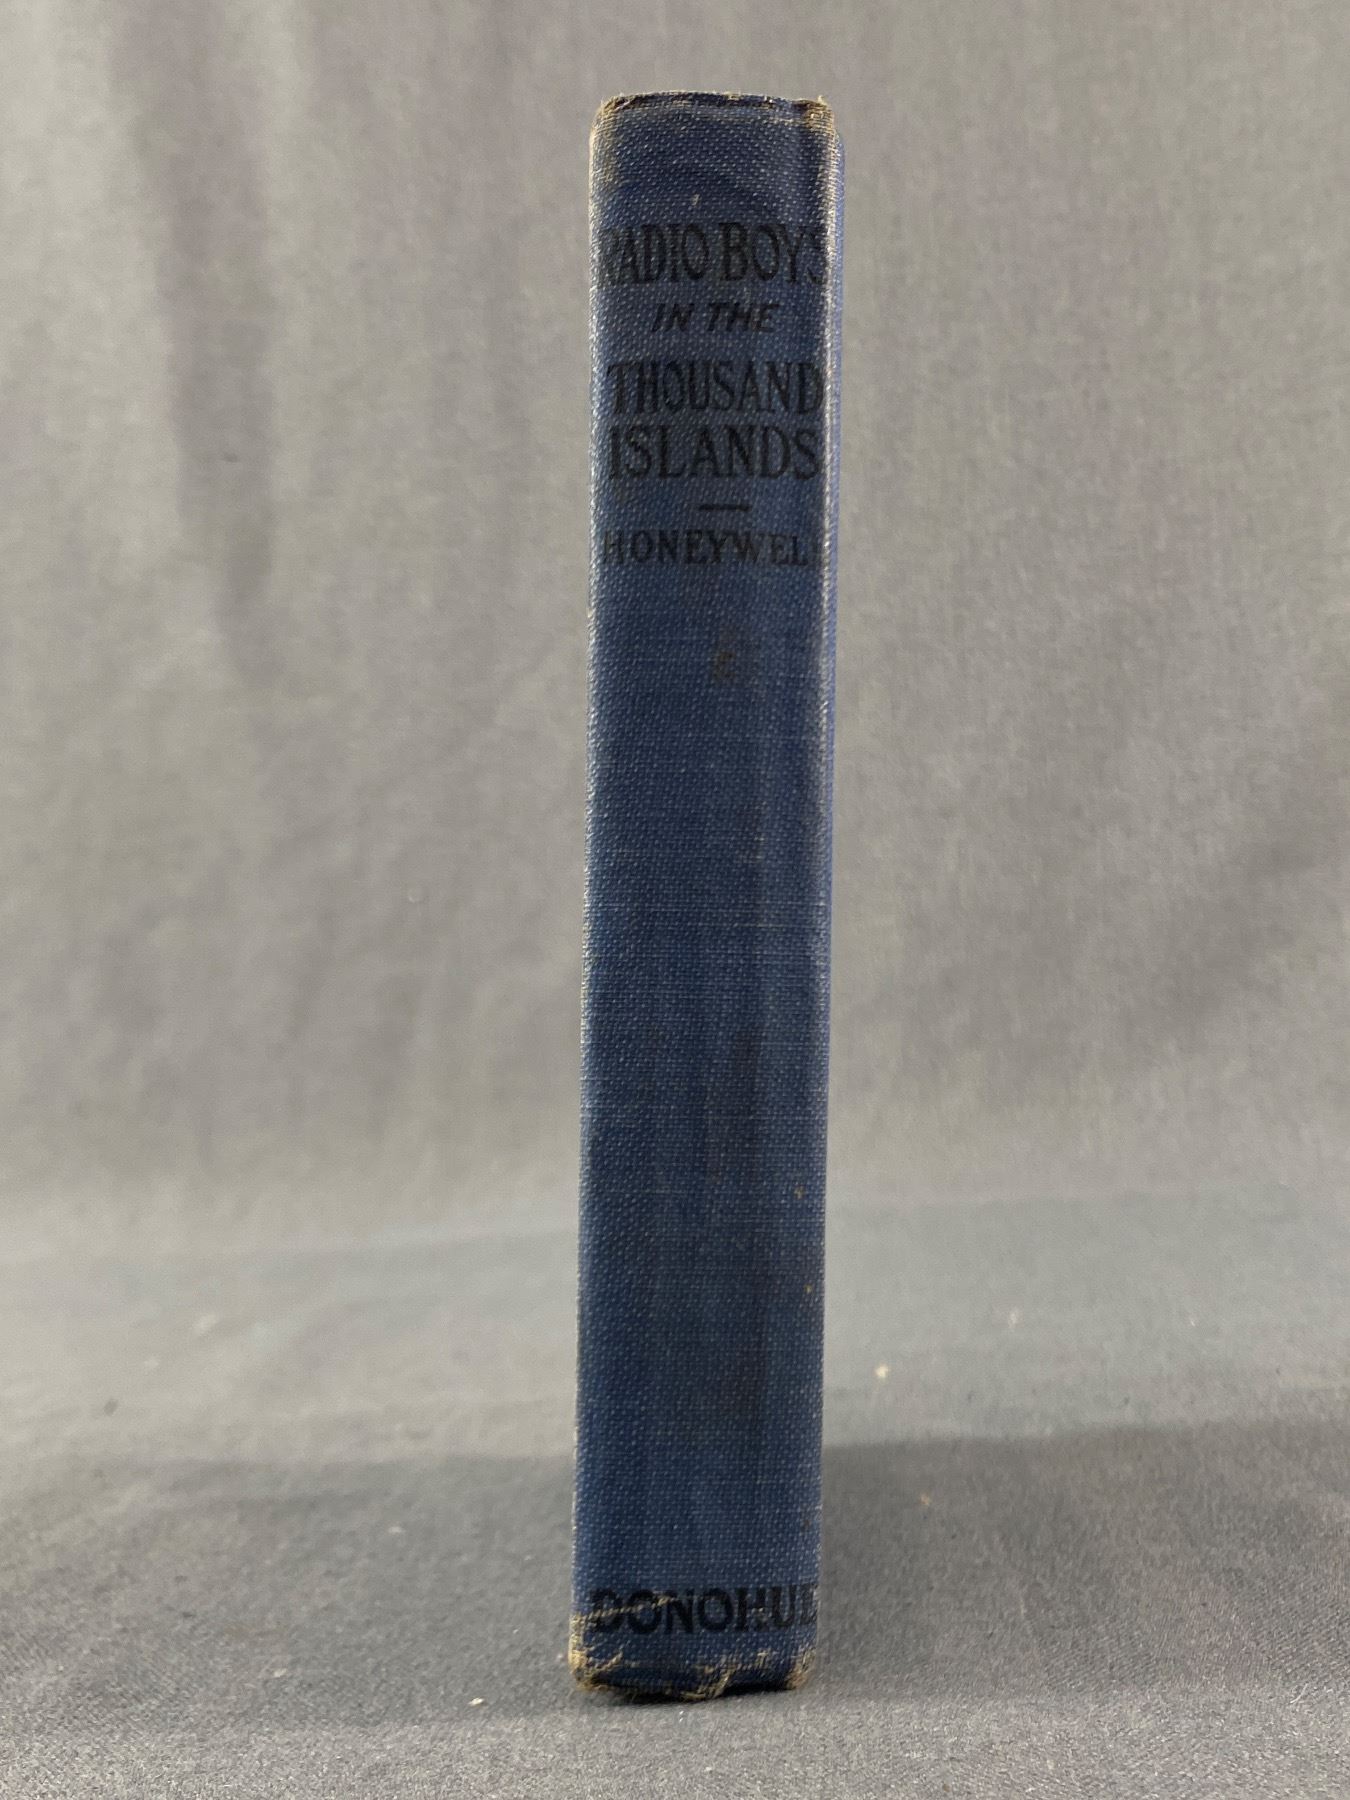 RADIO BOYS
IN THE
THOUSAND
ISLANDS
HONEYWELL
DONOHUE